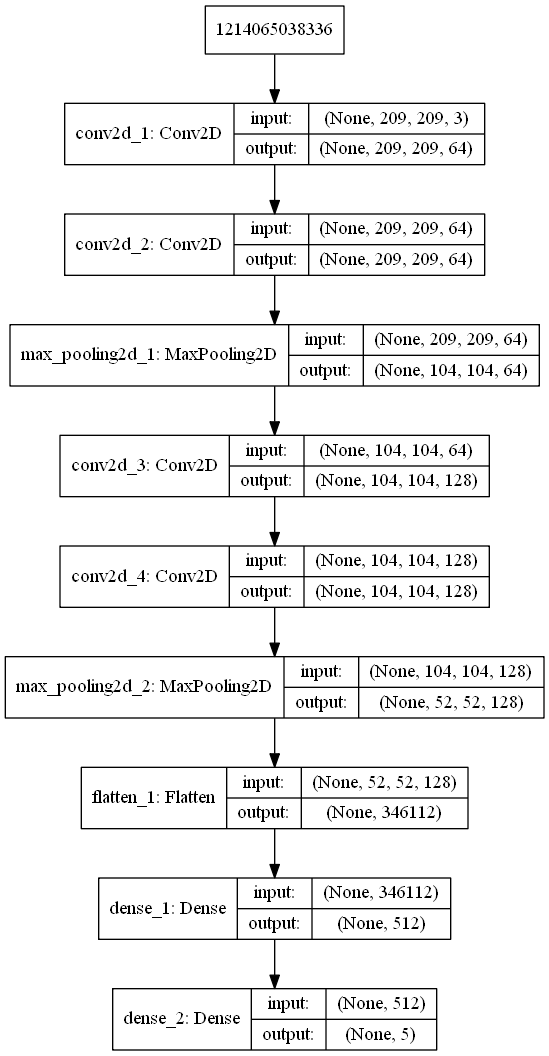 1214065038336
conv2d_1: Conv2D
input: (None, 209, 209, 3)
output: (None, 209, 209, 64)
conv2d_2: Conv2D
input: (None, 209, 209, 64)
output: (None, 209, 209, 64)
max_pooling2d_1: MaxPooling2D
input: (None, 209, 209, 64)
output: (None, 104, 104, 64)
conv2d_3: Conv2D
input: (None, 104, 104, 64)
output: (None, 104, 104, 128)
conv2d_4: Conv2D
input: (None, 104, 104, 128)
output: (None, 104, 104, 128)
max_pooling2d_2: MaxPooling2D
input: (None, 104, 104, 128)
output: (None, 52, 52, 128)
flatten_1: Flatten
input: (None, 52, 52, 128)
output: (None, 346112)
dense_1: Dense
input: (None, 346112)
output: (None, 512)
dense_2: Dense
input: (None, 512)
output: (None, 5)